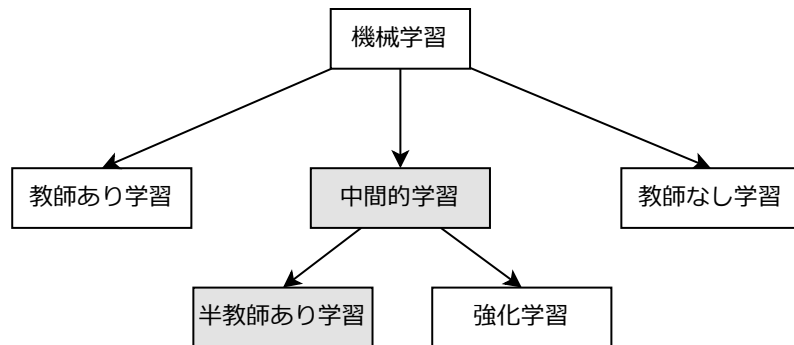 機械学習
教師あり学習
中間的学習
教師なし学習
半教師あり学習
強化学習